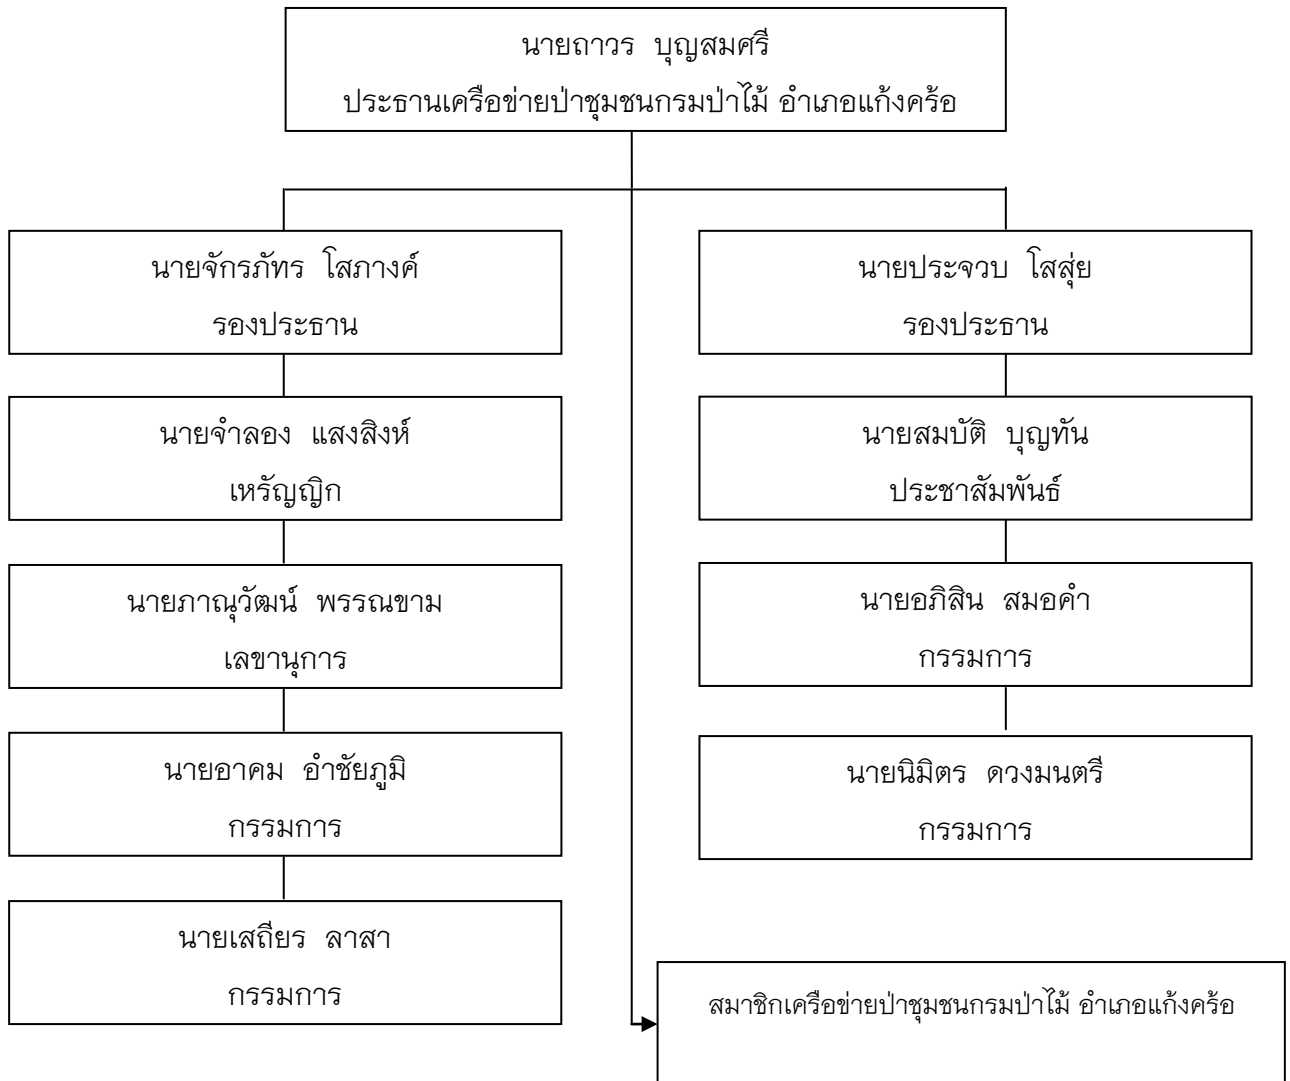 นายถาวร บุญสมศรี
ประธานเครือข่ายป่าชุมชนกรมป่าไม้ อำเภอแก้งคร้อ
นายจักรภัทร โสภางค์
รองประธาน
นายประจวบ โสสุ่ย
รองประธาน
นายจำลอง แสงสิงห์
เหรัญญิก
นายสมบัติ บุญทัน
ประชาสัมพันธ์
นายภาณุวัฒน์ พรรณขาม
เลขานุการ
นายอภิสิน สมอคำ
กรรมการ
นายอาคม อำชัยภูมิ
กรรมการ
นายนิมิตร ดวงมนตรี
กรรมการ
นายเสถียร ลาสา
กรรมการ
สมาชิกเครือข่ายป่าชุมชนกรมป่าไม้ อำเภอแก้งคร้อ